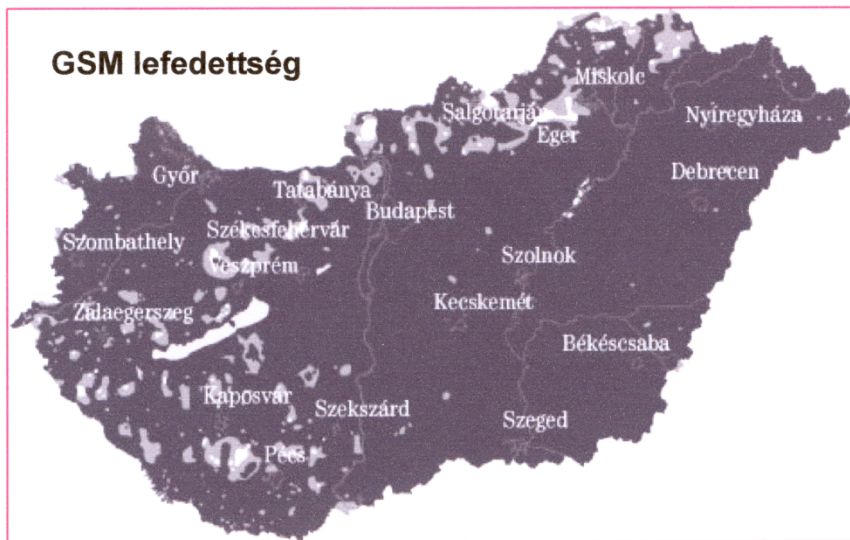 GSM lefedettség
Miskolc
Salgótarján
Eger
Nyíregyháza
Győr
Tatabánya
Debrecen
Budapest
Székesfehérvár
Szombathely
Veszprém
Szolnok
Zalaegerszeg
Kecskemét
Békéscsaba
Kaposvár
Szekszárd
Szeged
Pécs